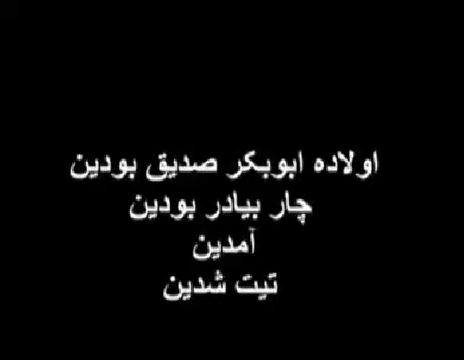 اولاده ابوبکر صدیق بودین
چار بیادر بودین
آمدین
تیت شدین